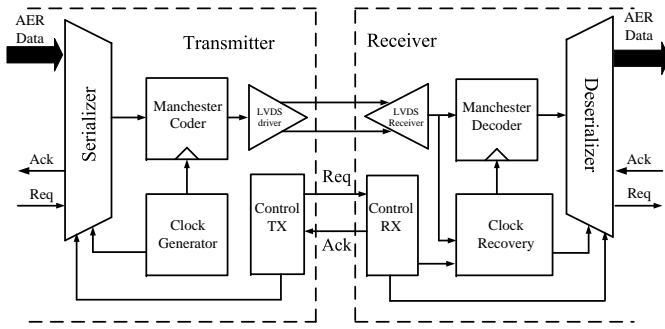 AER
Data
Transmitter
Receiver
AER
Data
Serializer
Manchester
Coder
LVDS
driver
LVDS
Receiver
Manchester
Decoder
Deserializer
Ack
Req
Clock
Generator
Control
TX
Req
Ack
Control
RX
Clock
Recovery
Ack
Req